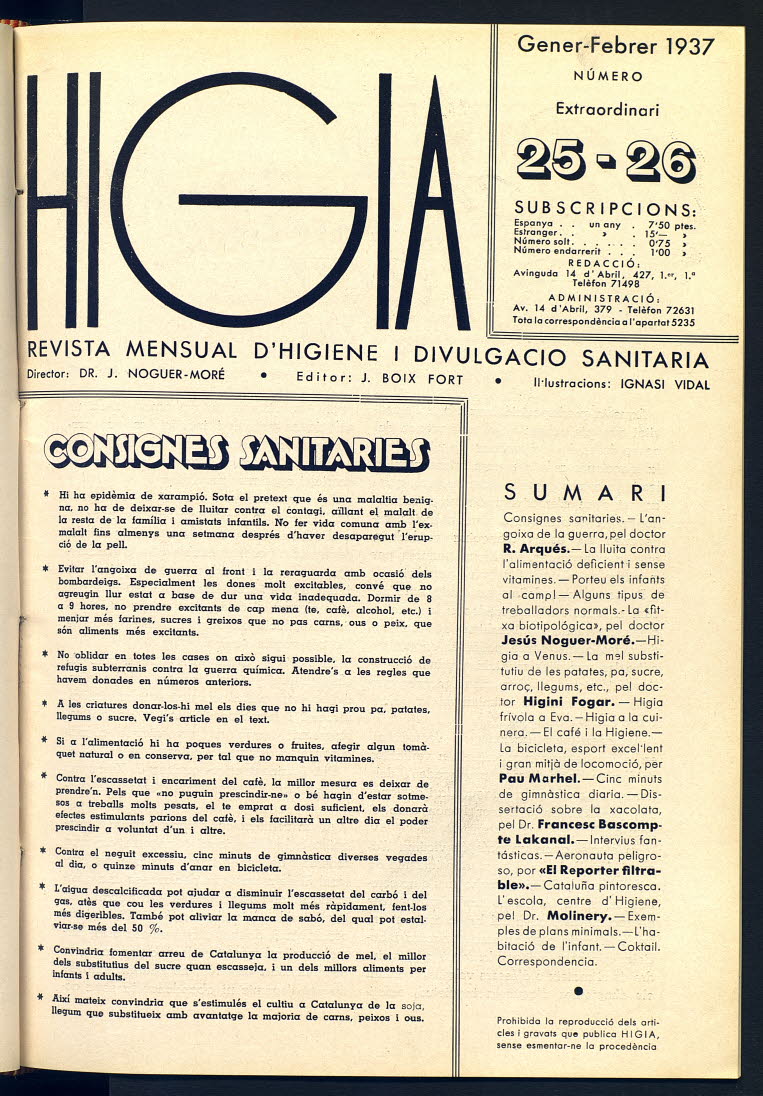 HIGIA
Gener-Febrer 1937
NÚMERO
Extraordinari
25 - 26
SUBSCRIPCIONS:
Espanya . . un any . 7'50 ptes.
Estranger . . » . 15'— »
Número solt. . . . . . 0'75 »
Número endarrerit . . . 1'00 »
REDACCIÓ:
Avinguda 14 d'Abril, 427, 1.er, 1.ª
Telèfon 71498
ADMINISTRACIÓ:
Av. 14 d'Abril, 379 - Telèfon 72631
Tota la correspondència a l'apartat 5235
REVISTA MENSUAL D'HIGIENE I DIVULGACIO SANITARIA
Director: DR. J. NOGUER-MORÉ • Editor: J. BOIX FORT • Il·lustracions: IGNASI VIDAL
CONSIGNES SANITARIES
* Hi ha epidèmia de xarampió. Sota el pretext que és una malaltia benig-
na, no ha de deixar-se de lluitar contra el contagi, aïllant el malalt de
la resta de la família i amistats infantils. No fer vida comuna amb l'ex-
malalt fins almenys una setmana després d'haver desaparegut l'erup-
ció de la pell.
* Evitar l'angoixa de guerra al front i la reraguarda amb ocasió dels
bombardeigs. Especialment les dones molt excitables, convé que no
agreugin llur estat a base de dur una vida inadequada. Dormir de 8
a 9 hores, no prendre excitants de cap mena (te, cafè, alcohol, etc.) i
menjar més farines, sucres i greixos que no pas carns, ous o peix, que
són aliments més excitants.
* No oblidar en totes les cases on això sigui possible, la construcció de
refugis subterranis contra la guerra química. Atendre's a les regles que
havem donades en números anteriors.
* A les criatures donar-los-hi mel els dies que no hi hagi prou pa, patates,
llegums o sucre. Vegi's article en el text.
* Si a l'alimentació hi ha poques verdures o fruites, afegir algun tomà-
quet natural o en conserva, per tal que no manquin vitamines.
* Contra l'escassetat i encariment del cafè, la millor mesura es deixar de
prendre'n. Pels que «no puguin prescindir-ne» o bé hagin d'estar sotme-
sos a treballs molts pesats, el te emprat a dosi suficient, els donarà
efectes estimulants parions del cafè, i els facilitarà un altre dia el poder
prescindir a voluntat d'un i altre.
* Contra el neguit excessiu, cinc minuts de gimnàstica diverses vegades
al dia, o quinze minuts d'anar en bicicleta.
* L'aigua descalcificada pot ajudar a disminuir l'escassetat del carbó i del
gas, atès que cou les verdures i llegums molt més ràpidament, fent-los
més digeribles. També pot aliviar la manca de sabó, del qual pot estal-
viar-se més del 50 %.
* Convindria fomentar arreu de Catalunya la producció de mel, el millor
dels substitutius del sucre quan escasseja, i un dels millors aliments per
infants i adults.
* Així mateix convindria que s'estimulés el cultiu a Catalunya de la soja,
llegum que substitueix amb avantatge la majoria de carns, peixos i ous.
SUMARI
Consignes sanitaries. — L'an-
goixa de la guerra, pel doctor
R. Arqués. — La lluita contra
l'alimentació deficient i sense
vitamines. — Porteu els infants
al camp! — Alguns tipus de
treballadors normals.- La «fit-
xa biotipológica», pel doctor
Jesús Noguer-Moré. — Hi-
gia a Venus. — La mel substi-
tutiu de les patates, pa, sucre,
arroç, llegums, etc., pel doc-
tor Higini Fogar. — Higia
frívola a Eva. — Higia a la cui-
nera. — El café i la Higiene. —
La bicicleta, esport excel·lent
i gran mitjà de locomoció, per
Pau Marhel. — Cinc minuts
de gimnàstica diaria. — Dis-
sertació sobre la xacolata,
pel Dr. Francesc Bascomp-
te Lakanal. — Intervius fan-
tàsticas. — Aeronauta peligro-
so, por «El Reporter filtra-
ble». — Cataluña pintoresca.
L'escola, centre d'Higiene,
pel Dr. Molinery. — Exem-
ples de plans minimals. — L'ha-
bitació de l'infant. — Coktail.
Correspondencia.
•
Prohibida la reproducció dels arti-
cles i gravats que publica HIGIA,
sense esmentar-ne la procedència